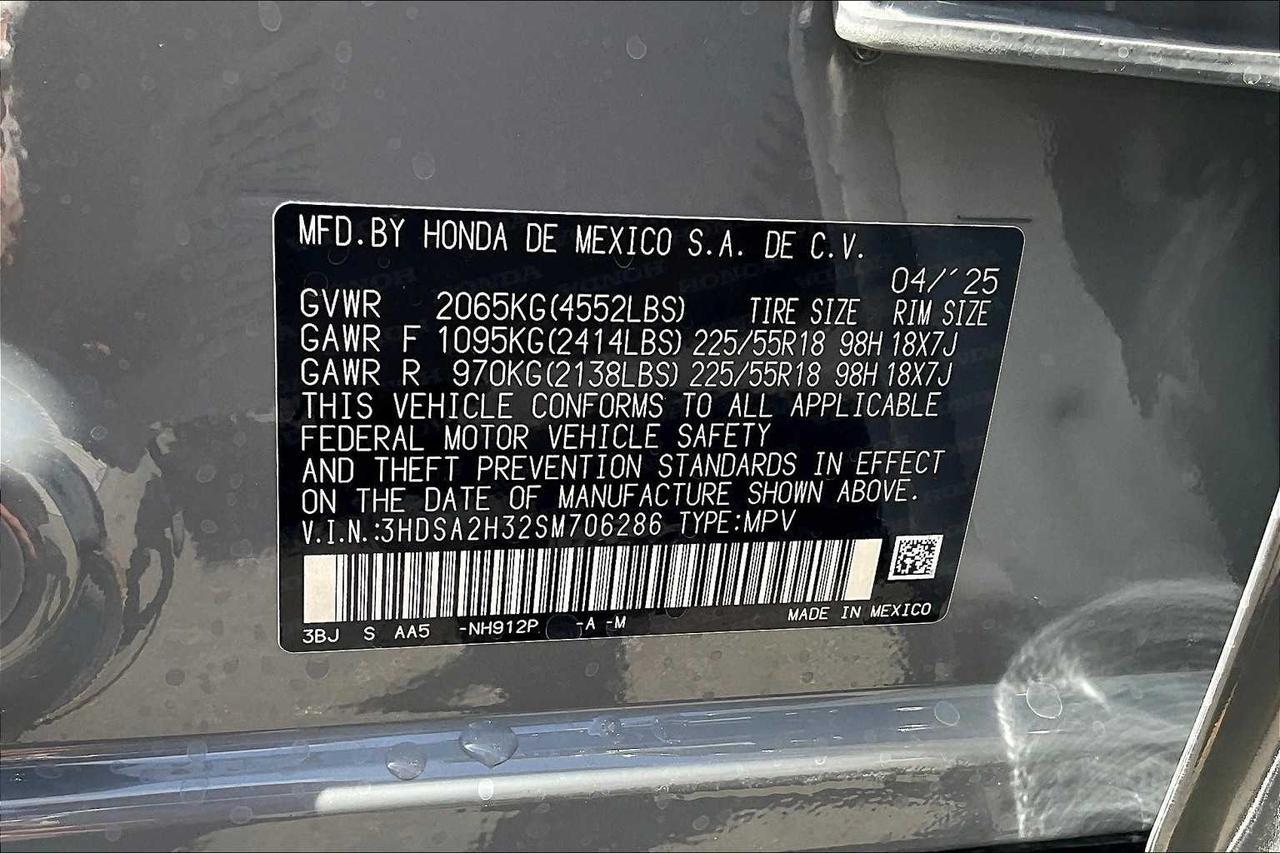 MFD.BY HONDA DE MEXICO S.A. DE C.V.
04/´25
GVWR 2065KG(4552LBS) TIRE SIZE RIM SIZE
GAWR F 1095KG(2414LBS) 225/55R18 98H 18X7J
GAWR R 970KG(2138LBS) 225/55R18 98H 18X7J
THIS VEHICLE CONFORMS TO ALL APPLICABLE
FEDERAL MOTOR VEHICLE SAFETY
AND THEFT PREVENTION STANDARDS IN EFFECT
ON THE DATE OF MANUFACTURE SHOWN ABOVE.
V.I.N.:3HDSA2H32SM706286 TYPE:MPV
MADE IN MEXICO
3BJ S AA5 -NH912P -A -M